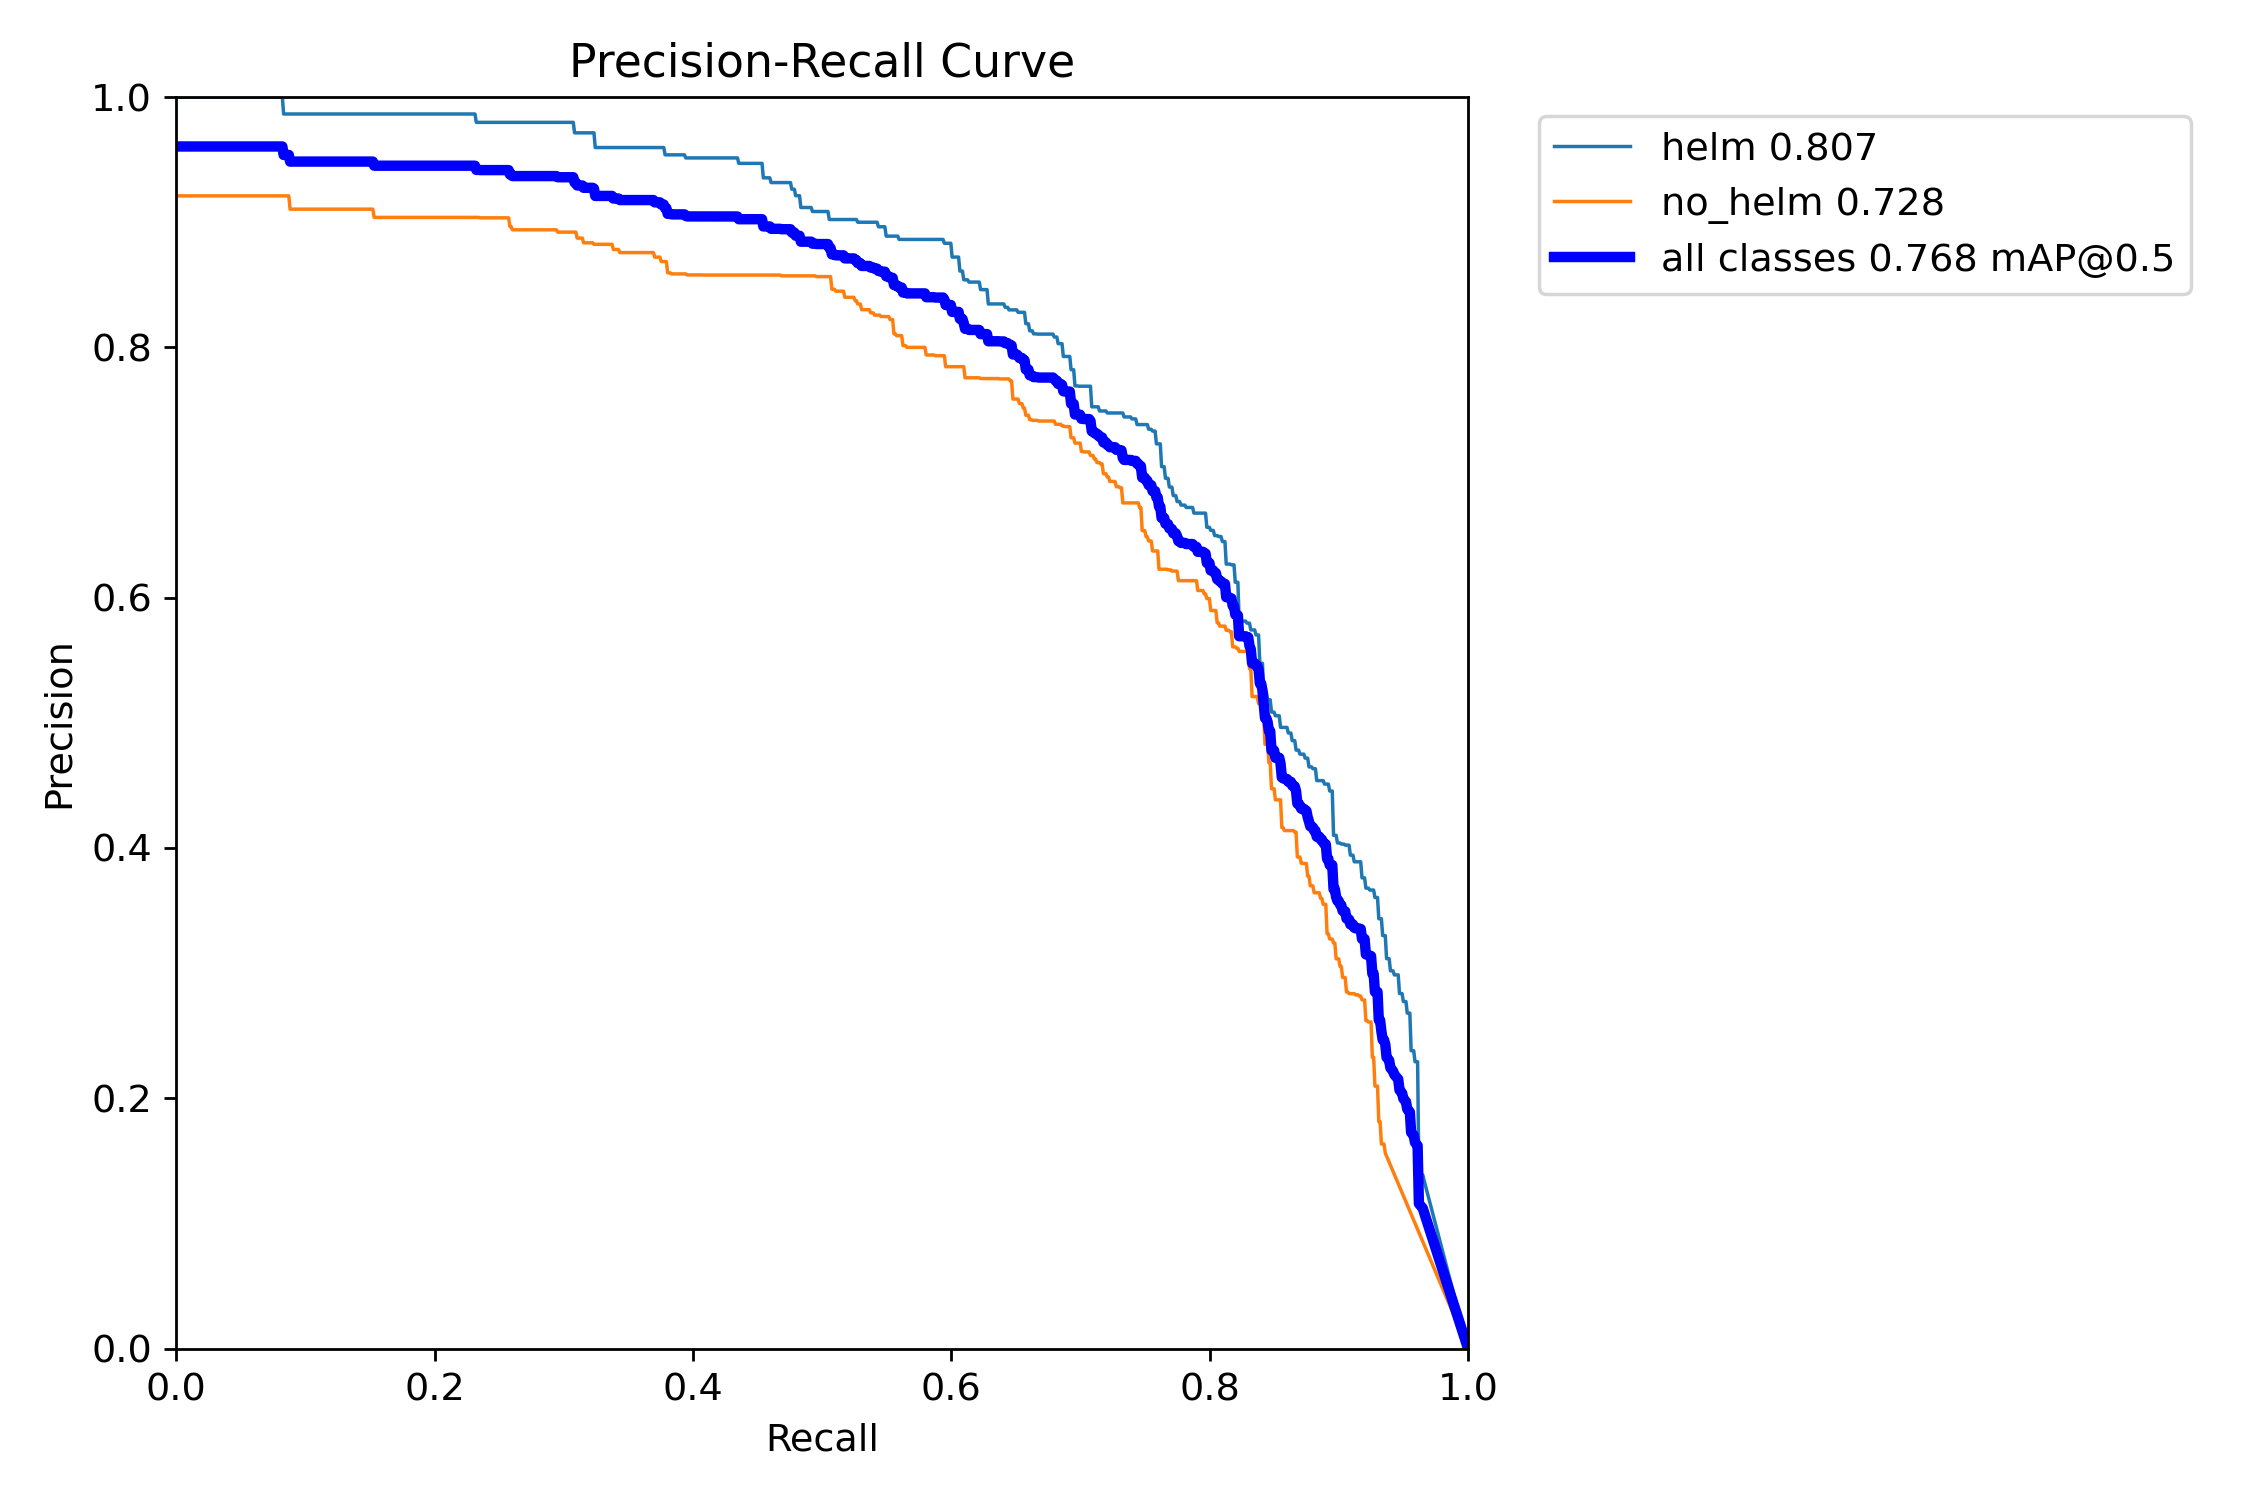 Precision-Recall Curve
helm 0.807
no_helm 0.728
all classes 0.768 mAP@0.5
Precision
1.0
0.8
0.6
0.4
0.2
0.0
0.0 0.2 0.4 0.6 0.8 1.0
Recall